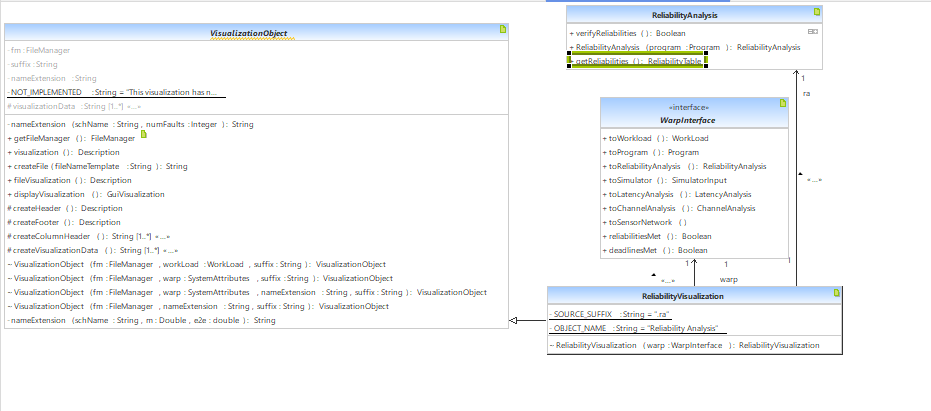 VisualizationObject
- fm : FileManager
- suffix : String
- nameExtension : String
- NOT_IMPLEMENTED : String = "This visualization has n...
# visualizationData : String [1..*] «...»
- nameExtension (schName : String , numFaults : Integer ): String
+ getFileManager (): FileManager
+ visualization (): Description
+ createFile (fileNameTemplate : String ): String
+ fileVisualization (): Description
+ displayVisualization (): GuiVisualization
# createHeader (): Description
# createFooter (): Description
# createColumnHeader (): String [1..*] «...»
# createVisualizationData (): String [1..*] «...»
~ VisualizationObject (fm : FileManager , workLoad : WorkLoad , suffix : String ): VisualizationObject
~ VisualizationObject (fm : FileManager , warp : SystemAttributes , suffix : String ): VisualizationObject
~ VisualizationObject (fm : FileManager , warp : SystemAttributes , nameExtension : String , suffix : String ): VisualizationObject
~ VisualizationObject (fm : FileManager , nameExtension : String , suffix : String ): VisualizationObject
- nameExtension (schName : String , m : Double , e2e : double ): String
ReliabilityAnalysis
+ verifyReliabilities (): Boolean
+ ReliabilityAnalysis (program : Program ): ReliabilityAnalysis
+ getReliabilities (): ReliabilityTable
1
ra
«interface»
WarpInterface
+ toWorkload (): WorkLoad
+ toProgram (): Program
+ toReliabilityAnalysis (): ReliabilityAnalysis
+ toSimulator (): SimulatorInput
+ toLatencyAnalysis (): LatencyAnalysis
+ toChannelAnalysis (): ChannelAnalysis
+ toSensorNetwork ()
+ reliabilitiesMet (): Boolean
+ deadlinesMet (): Boolean
«...»
1
1
1
«...»
warp
ReliabilityVisualization
- SOURCE_SUFFIX : String = ".ra"
- OBJECT_NAME : String = "Reliability Analysis"
~ ReliabilityVisualization (warp : WarpInterface ): ReliabilityVisualization